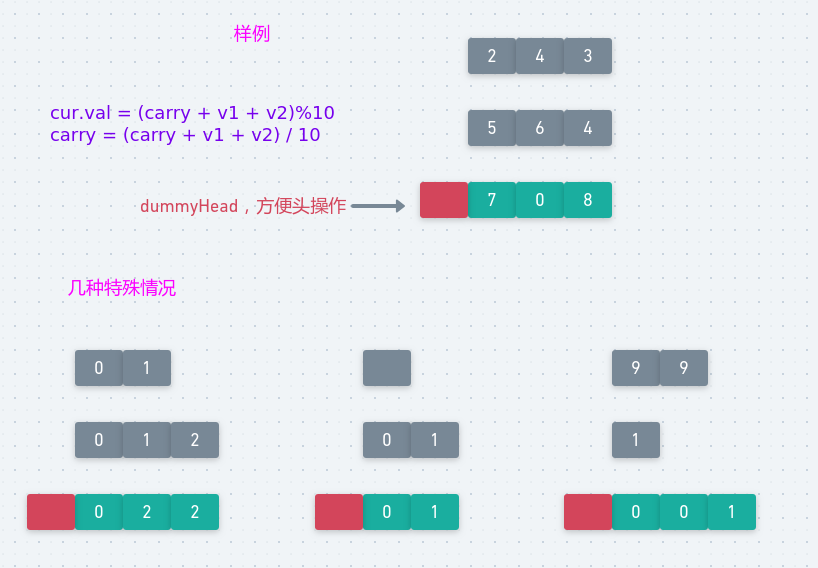 样例
2 4 3
cur.val = (carry + v1 + v2)%10
carry = (carry + v1 + v2) / 10
5 6 4
dummyHead，方便头操作
7 0 8
几种特殊情况
0 1
9 9
0 1 2
0 1
1
0 2 2
0 1
0 0 1